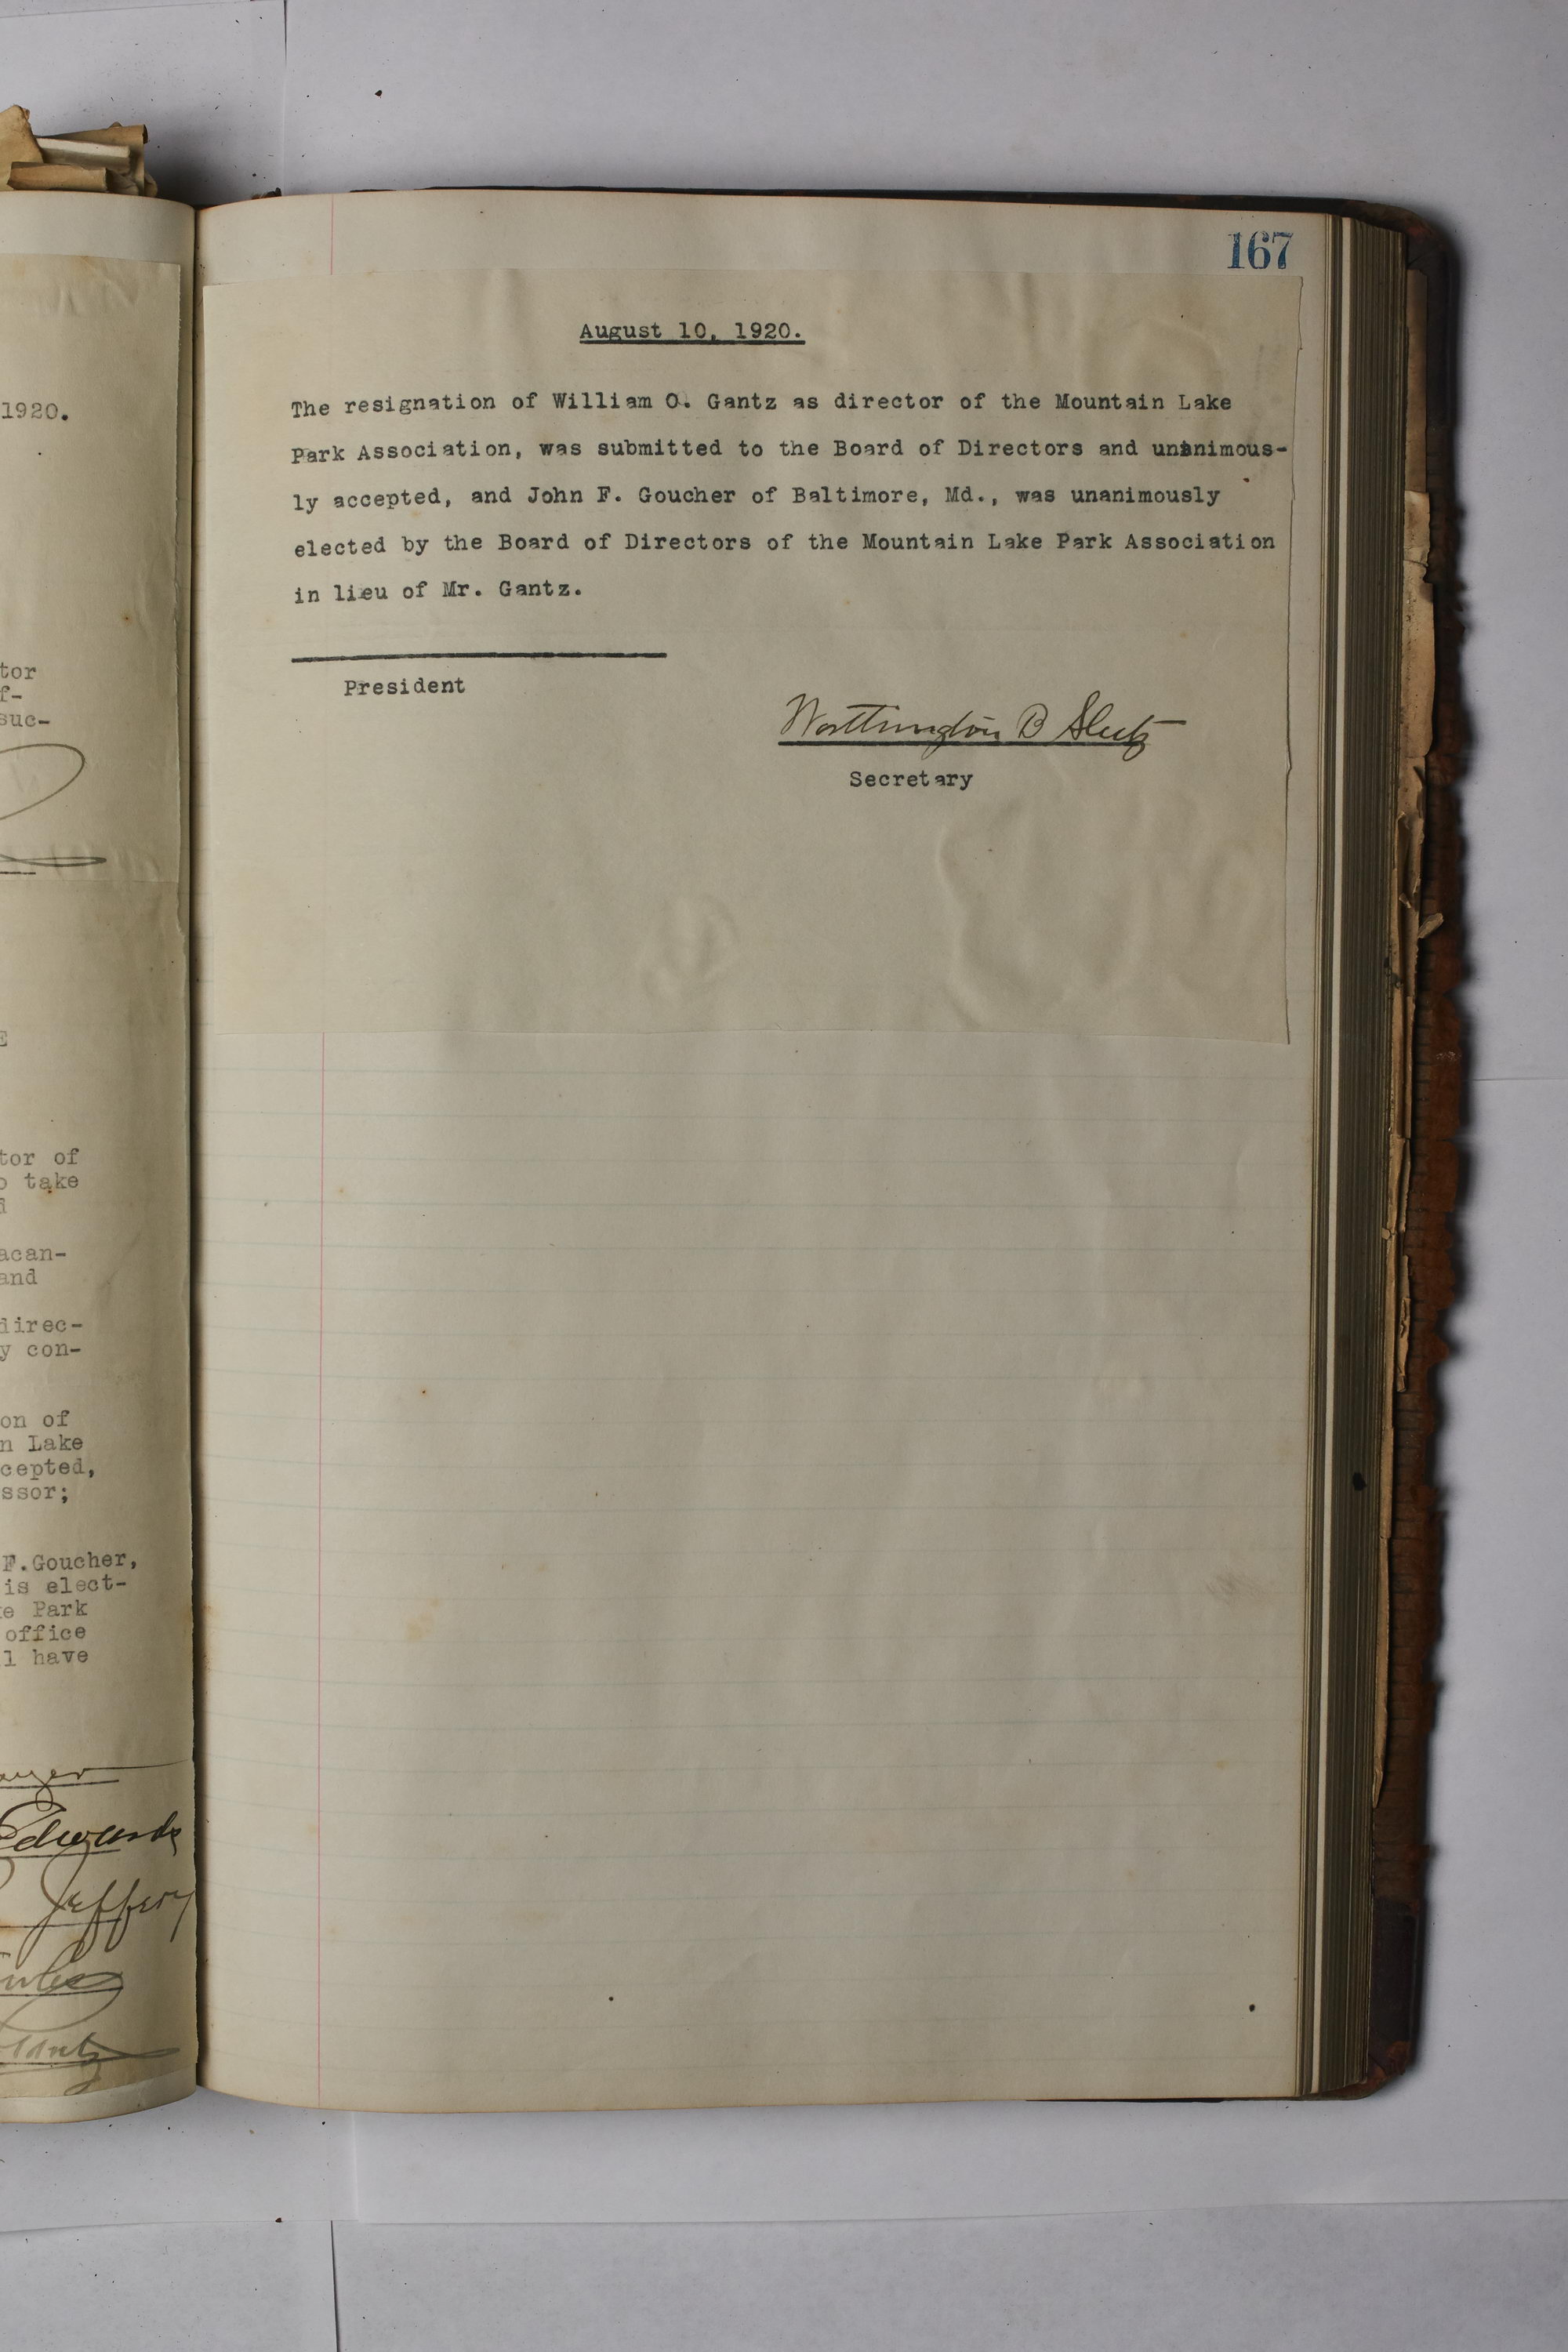 1920.
tor
f-
suc-
E
tor of
o take
d
acan-
and
direc-
y con-
on of
n Lake
cepted,
ssor;
F.Goucher,
is elect-
ke Park
office
l have
Edwards
Jeffery
167
August 10, 1920.
The resignation of William O. Gantz as director of the Mountain Lake
Park Association, was submitted to the Board of Directors and unanimous-
ly accepted, and John F. Goucher of Baltimore, Md., was unanimously
elected by the Board of Directors of the Mountain Lake Park Association
in lieu of Mr. Gantz.
President
Worthington B Slutz
Secretary